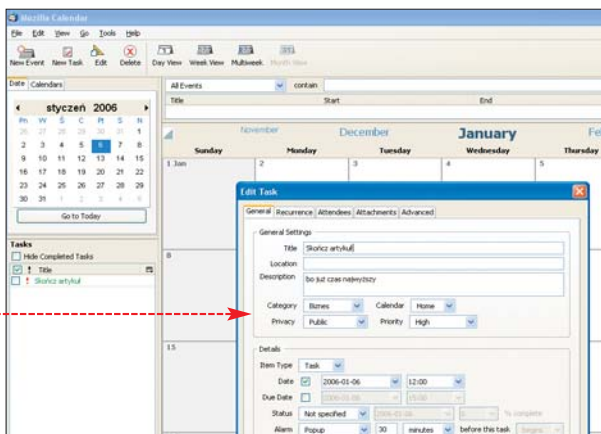 Mozilla Calendar
File Edit View Go Tools Help
New Event New Task Edit Delete Day View Week View Multiweek Month View
Date Calendars
styczeń 2006
Pn W Ś C Pt S N
26 27 28 29 30 31 1
2 3 4 5 6 7 8
9 10 11 12 13 14 15
16 17 18 19 20 21 22
23 24 25 26 27 28 29
30 31 1 2 3 4 5
Go to Today
Tasks
Hide Completed Tasks
! Title
! Skończ artykuł
All Events contain
Title Start End
November December January Fe
Sunday Monday Tuesday Wednesday Thursday
1 Jan 2 3 4 5
8
15
Edit Task
General Recurrence Attendees Attachments Advanced
General Settings
Title Skończ artykuł
Location
Description bo już czas najwyższy
Category Biznes Calendar Home
Privacy Public Priority High
Details
Item Type Task
Date 2006-01-06 12:00
Due Date 2006-01-06 15:00
Status Not specified 2006-01-06 0 % complete
Alarm Popup 30 minutes before this task begins